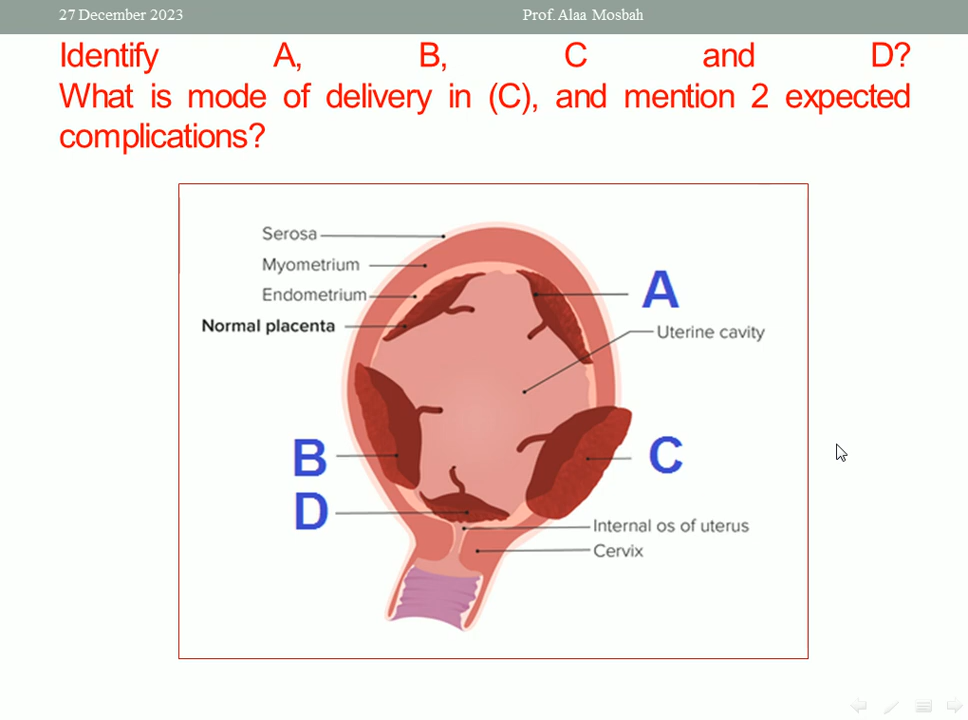 27 December 2023
Prof. Alaa Mosbah
Identify A, B, C and D?
What is mode of delivery in (C), and mention 2 expected
complications?
Serosa
Myometrium
Endometrium
Normal placenta
A
Uterine cavity
B
C
D
Internal os of uterus
Cervix